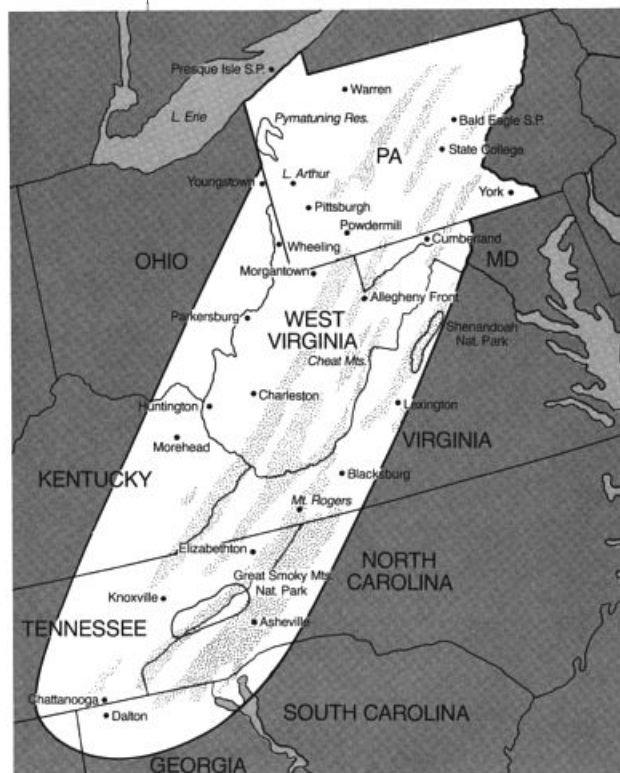 Presque Isle S.P.
Warren
L. Erie
Pymatuning Res.
Bald Eagle S.P.
PA
State College
L. Arthur
Youngstown
York
Pittsburgh
Powdermill
Cumberland
Wheeling
OHIO
MD
Morgantown
Allegheny Front
WEST
VIRGINIA
Parkersburg
Shenandoah
Nat. Park
Cheat Mts.
Charleston
Huntington
Lexington
Morehead
VIRGINIA
KENTUCKY
Blacksburg
Mt. Rogers
Elizabethton
NORTH
CAROLINA
Great Smoky Mts.
Nat. Park
Knoxville
TENNESSEE
Asheville
Chattanooga
Dalton
SOUTH CAROLINA
GEORGIA